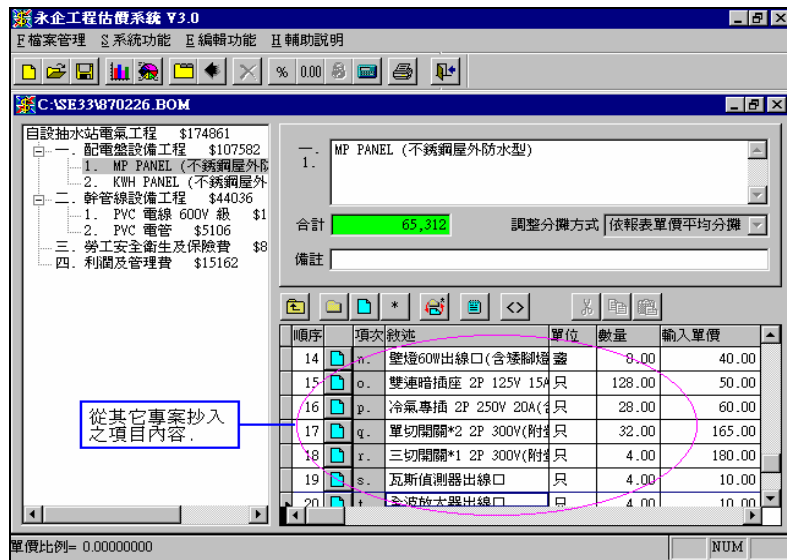 永企工程估價系統 V3.0
F檔案管理 S系統功能 E編輯功能 H輔助說明
% 0.00
C:\SE33\870226.BOM
自設抽水站電氣工程 $174861
一. 配電盤設備工程 $107582
1. MP PANEL (不銹鋼屋外防
2. KWH PANEL (不銹鋼屋外
二. 幹管線設備工程 $44036
1. PVC 電線 600V 級 $1
2. PVC 電管 $5106
三. 勞工安全衛生及保險費 $8
四. 利潤及管理費 $15162
一.
1.
MP PANEL (不銹鋼屋外防水型)
合計 65,312 調整分攤方式 依報表單價平均分攤
備註
* <>
順序 項次 敘述 單位 數量 輸入單價
14 n. 壁燈60W出線口(含矮腳燈 盞 8.00 40.00
15 o. 雙連暗插座 2P 125V 15A 只 128.00 50.00
16 p. 冷氣專插 2P 250V 20A(含 只 28.00 60.00
17 q. 單切開關*2 2P 300V(附螢 只 32.00 165.00
18 r. 三切開關*1 2P 300V(附螢 只 4.00 180.00
19 s. 瓦斯偵測器出線口 只 4.00 10.00
20 t. 全波放大器出線口 只 4.00 10.00
從其它專案抄入
之項目內容.
單價比例= 0.00000000 NUM